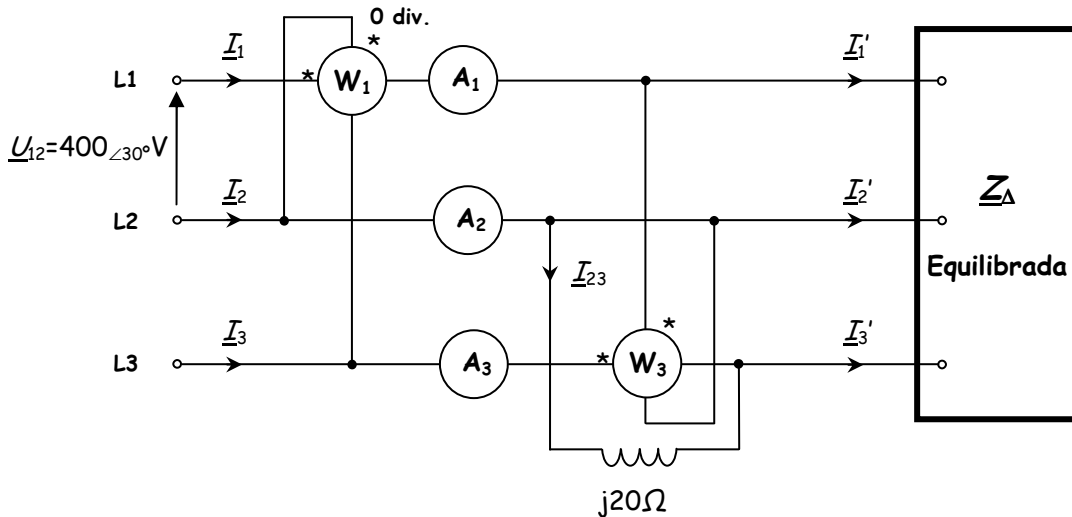 0 div.
L1
I1
*
*
W1
A1
I1'
U12=400∠30°V
L2
I2
A2
I2'
Z∆
I23
Equilibrada
L3
I3
A3
*
*
W3
I3'
j20Ω